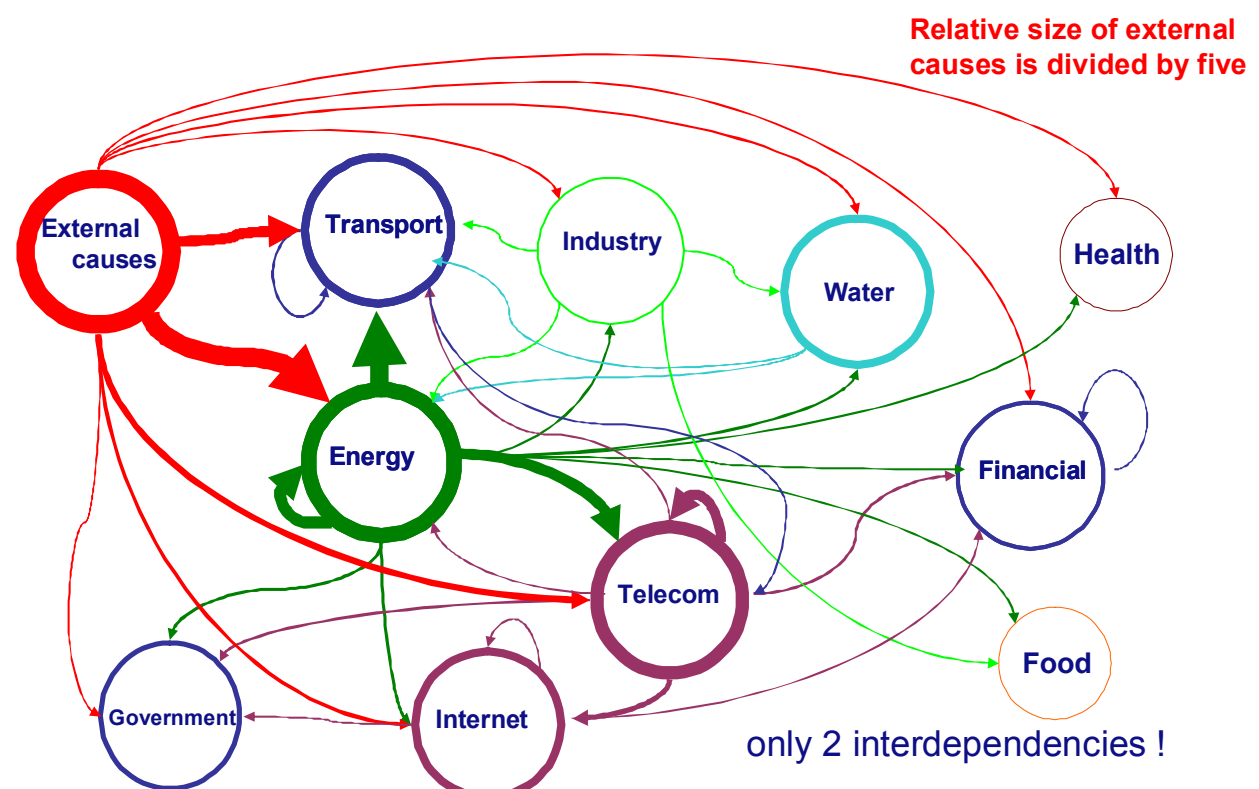 Relative size of external
causes is divided by five
External
causes
Transport
Industry
Water
Health
Energy
Financial
Telecom
Food
Government
Internet
only 2 interdependencies !